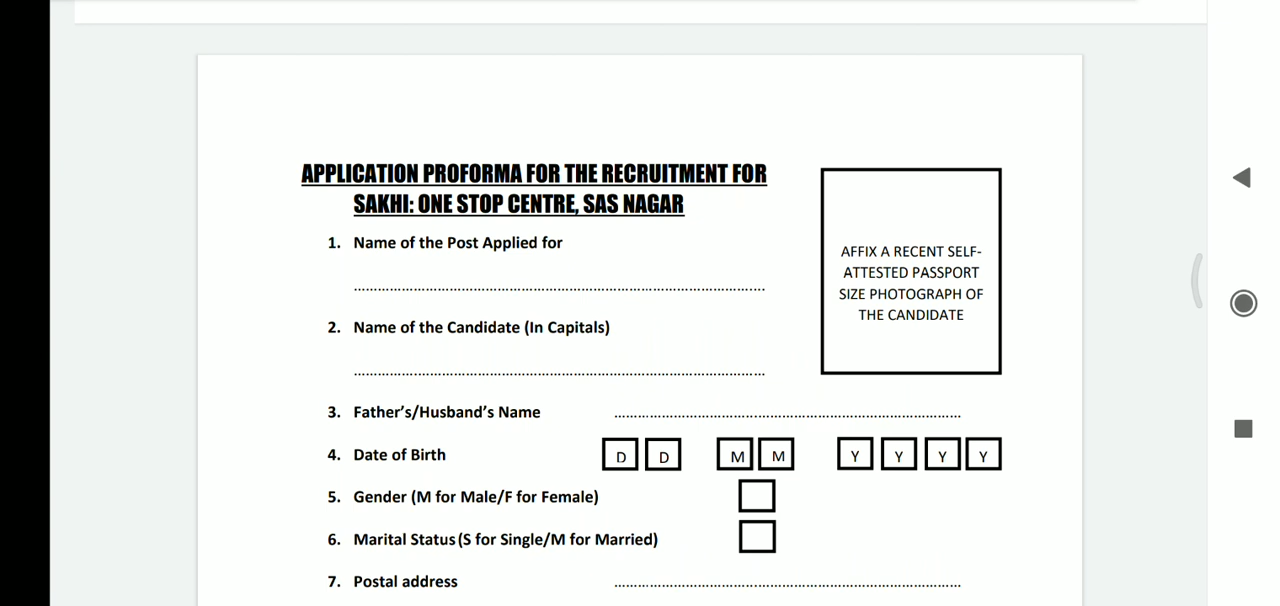 APPLICATION PROFORMA FOR THE RECRUITMENT FOR
SAKHI: ONE STOP CENTRE, SAS NAGAR
AFFIX A RECENT SELF-
ATTESTED PASSPORT
SIZE PHOTOGRAPH OF
THE CANDIDATE
1. Name of the Post Applied for
2. Name of the Candidate (In Capitals)
3. Father’s/Husband’s Name
4. Date of Birth D D M M Y Y Y Y
5. Gender (M for Male/F for Female)
6. Marital Status (S for Single/M for Married)
7. Postal address